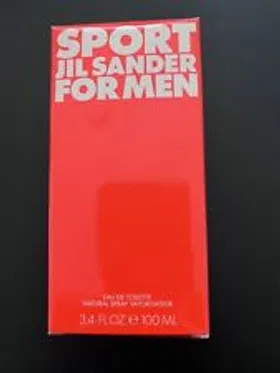 SPORT
JIL SANDER
FOR MEN
EAU DE TOILETTE
NATURAL SPRAY VAPORISATEUR
3.4 FL.OZ.℮ 100 ML